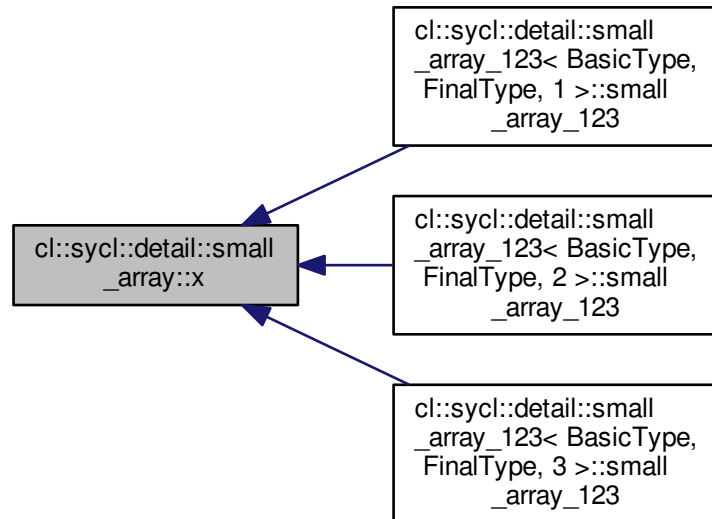 cl::sycl::detail::small
_array_123< BasicType,
FinalType, 1 >::small
_array_123
cl::sycl::detail::small
_array::x
cl::sycl::detail::small
_array_123< BasicType,
FinalType, 2 >::small
_array_123
cl::sycl::detail::small
_array_123< BasicType,
FinalType, 3 >::small
_array_123